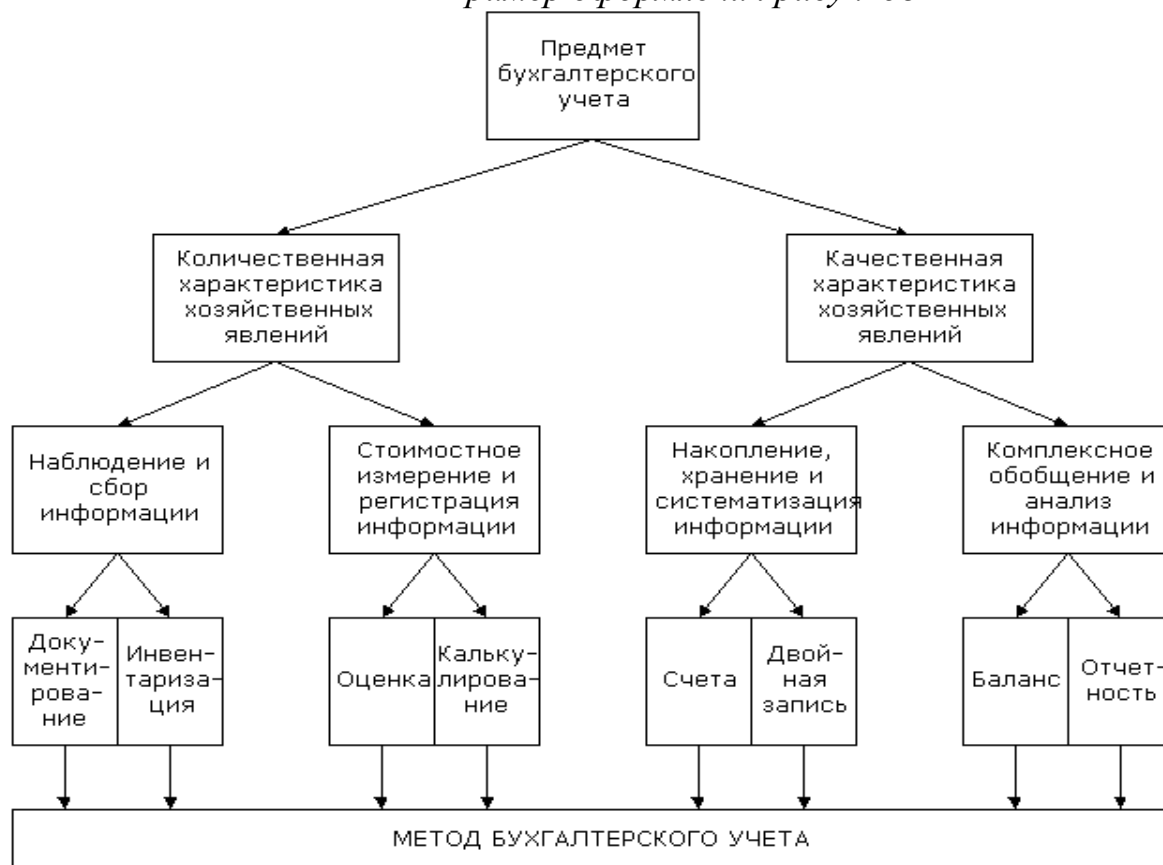 Предмет
бухгалтерского
учета
Количественная
характеристика
хозяйственных
явлений
Качественная
характеристика
хозяйственных
явлений
Наблюдение и
сбор
информации
Стоимостное
измерение и
регистрация
информации
Накопление,
хранение и
систематизация
информации
Комплексное
обобщение и
анализ
информации
Доку-
менти-
рова-
ние
Инвен-
тариза-
ция
Оценка
Кальку-
лирова-
ние
Счета
Двой-
ная
запись
Баланс
Отчет-
ность
МЕТОД БУХГАЛТЕРСКОГО УЧЕТА